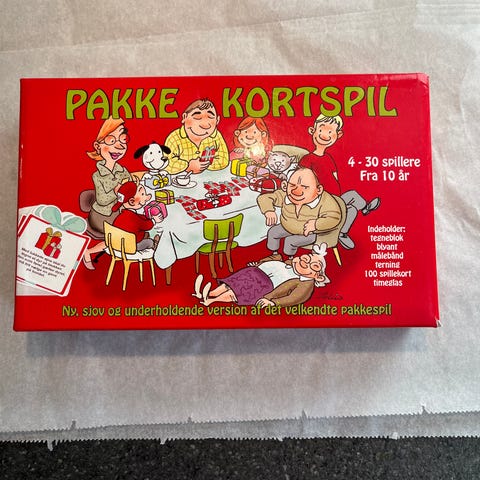 PAKKE KORTSPIL
4 - 30 spillere
Fra 10 år
Indeholder:
tegneblok
blyant
målebånd
terning
100 spillekort
timeglas
Ny, sjov og underholdende version af det velkendte pakkespil